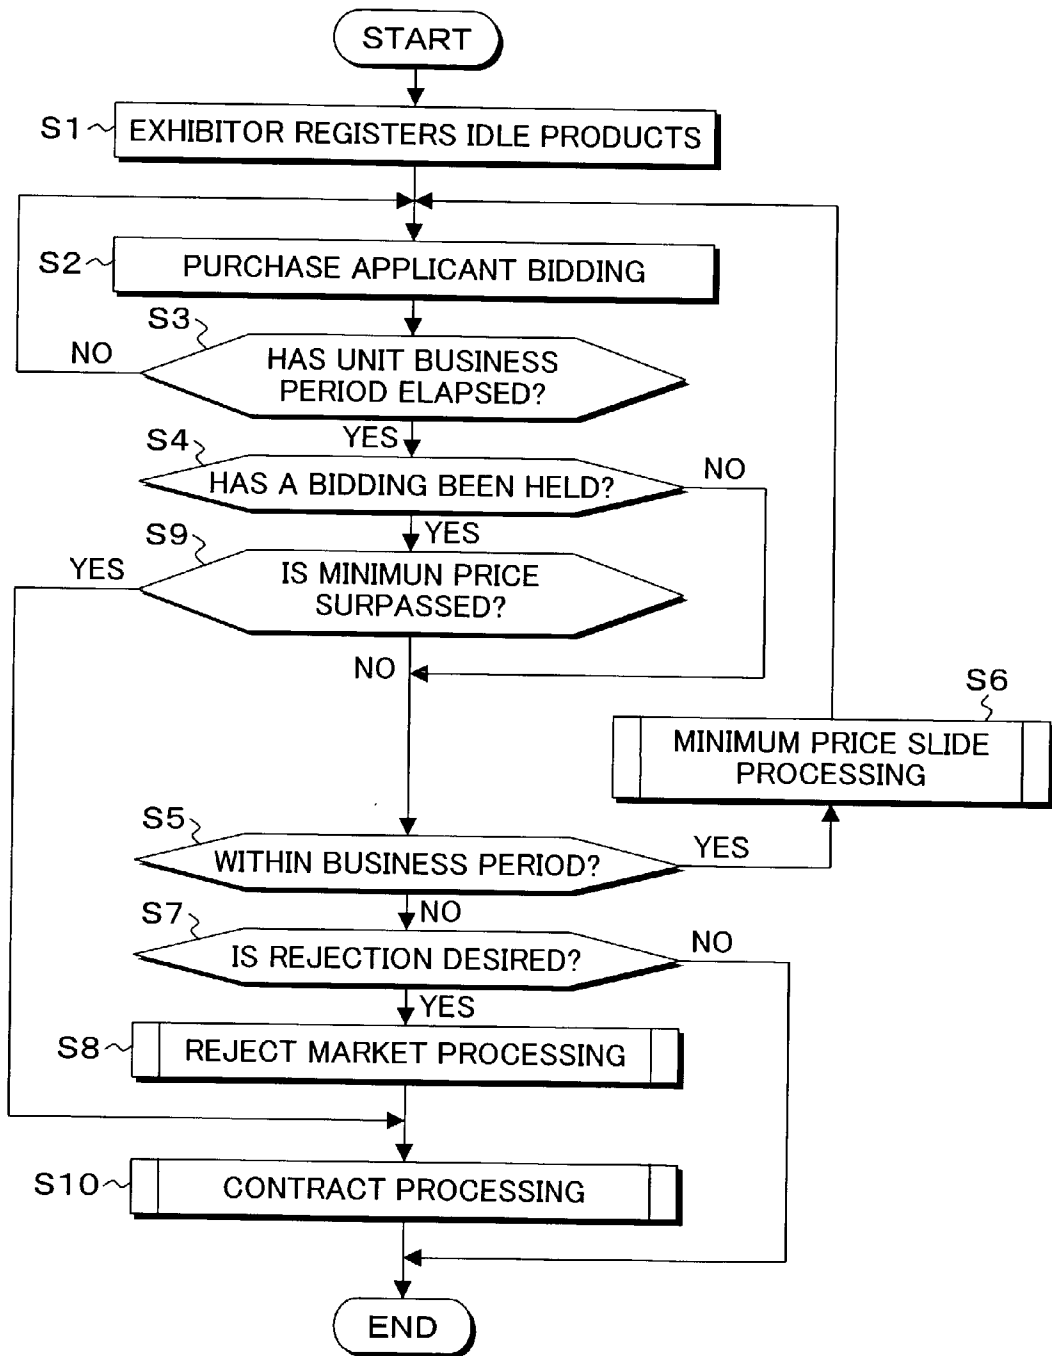 START
S1
EXHIBITOR REGISTERS IDLE PRODUCTS
S2
PURCHASE APPLICANT BIDDING
S3
NO
HAS UNIT BUSINESS
PERIOD ELAPSED?
YES
S4
HAS A BIDDING BEEN HELD?
NO
YES
S9
YES
IS MINIMUN PRICE
SURPASSED?
NO
S6
MINIMUM PRICE SLIDE
PROCESSING
S5
WITHIN BUSINESS PERIOD?
YES
NO
S7
IS REJECTION DESIRED?
NO
YES
S8
REJECT MARKET PROCESSING
S10
CONTRACT PROCESSING
END